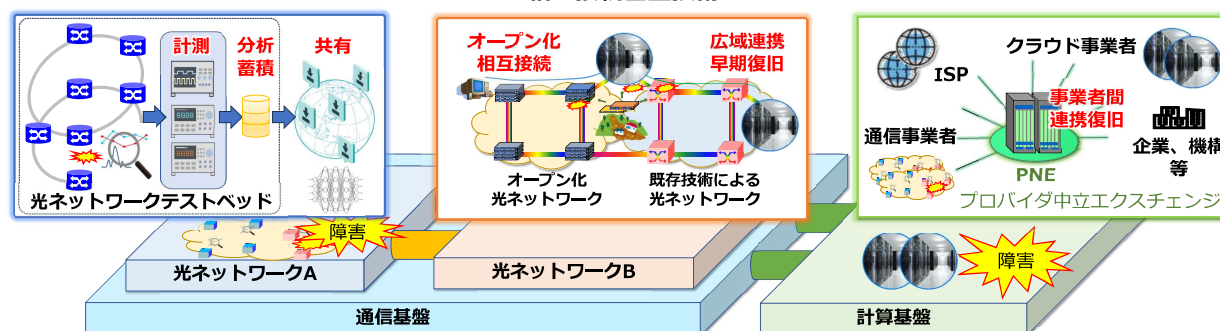 計測
分析
蓄積
共有
光ネットワークテストベッド
オープン化
相互接続
広域連携
早期復旧
オープン化
光ネットワーク
既存技術による
光ネットワーク
ISP
クラウド事業者
事業者間
連携復旧
通信事業者
企業、機構
等
PNE
プロバイダ中立エクスチェンジ
障害
光ネットワークA
光ネットワークB
障害
通信基盤
計算基盤